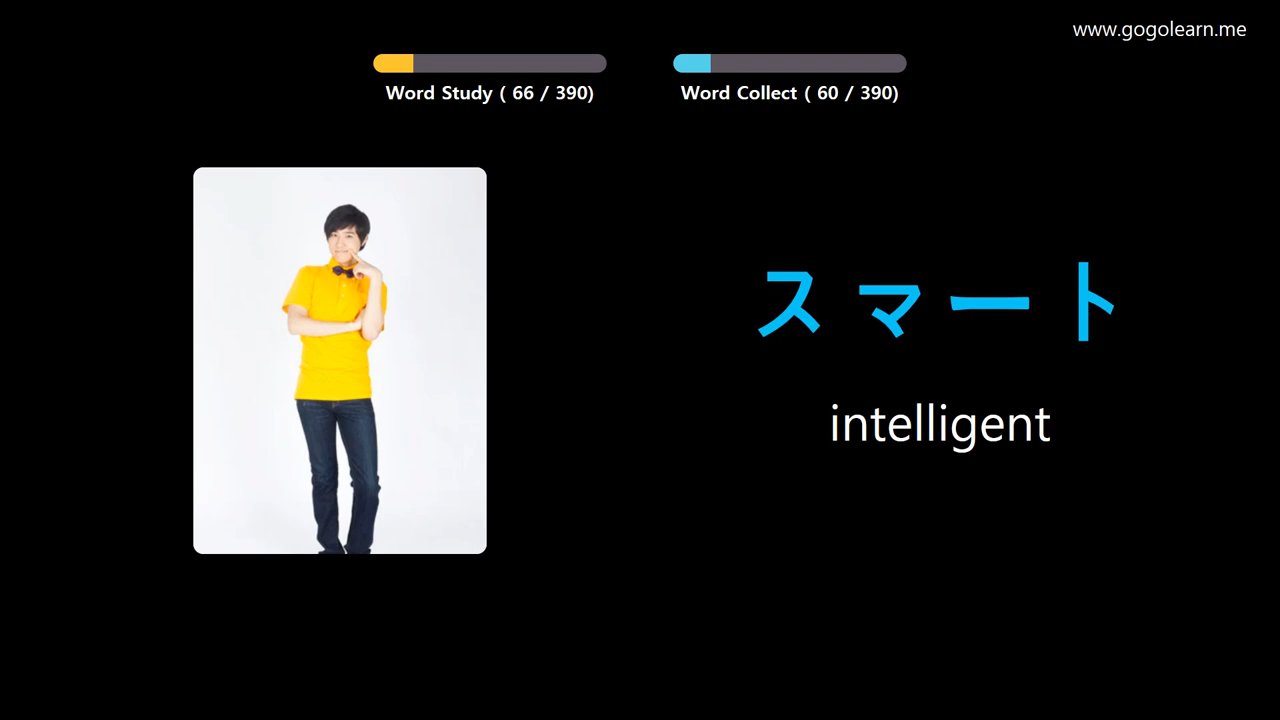 www.gogolearn.me
Word Study ( 66 / 390)
Word Collect ( 60 / 390)
スマート
intelligent